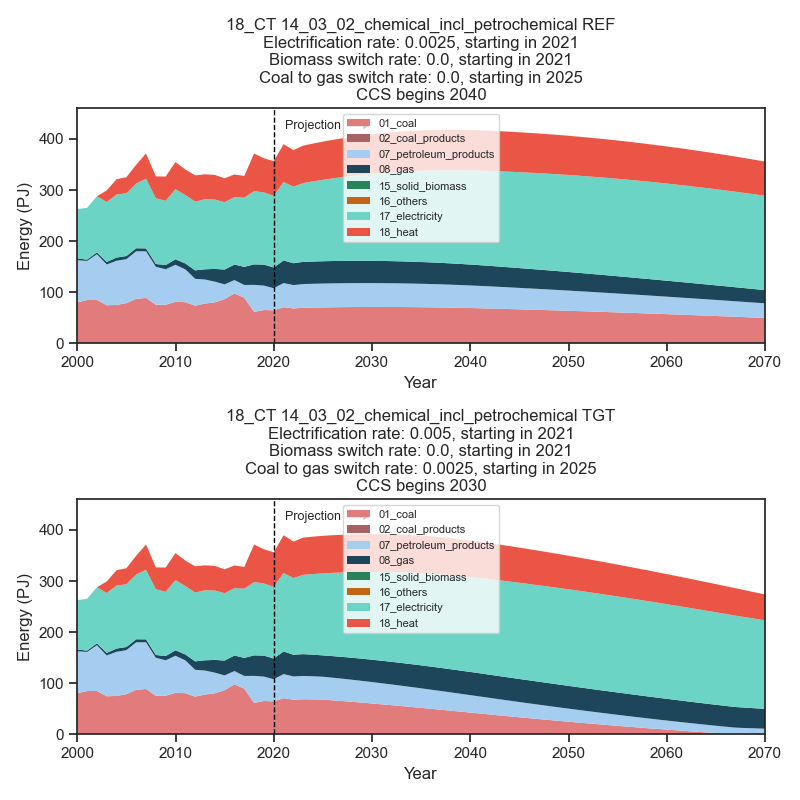 18_CT 14_03_02_chemical_incl_petrochemical REF
Electrification rate: 0.0025, starting in 2021
Biomass switch rate: 0.0, starting in 2021
Coal to gas switch rate: 0.0, starting in 2025
CCS begins 2040
Energy (PJ)
400
300
200
100
0
Projection
01_coal
02_coal_products
07_petroleum_products
08_gas
15_solid_biomass
16_others
17_electricity
18_heat
2000 2010 2020 2030 2040 2050 2060 2070
Year
18_CT 14_03_02_chemical_incl_petrochemical TGT
Electrification rate: 0.005, starting in 2021
Biomass switch rate: 0.0, starting in 2021
Coal to gas switch rate: 0.0025, starting in 2025
CCS begins 2030
Energy (PJ)
400
300
200
100
0
Projection
01_coal
02_coal_products
07_petroleum_products
08_gas
15_solid_biomass
16_others
17_electricity
18_heat
2000 2010 2020 2030 2040 2050 2060 2070
Year